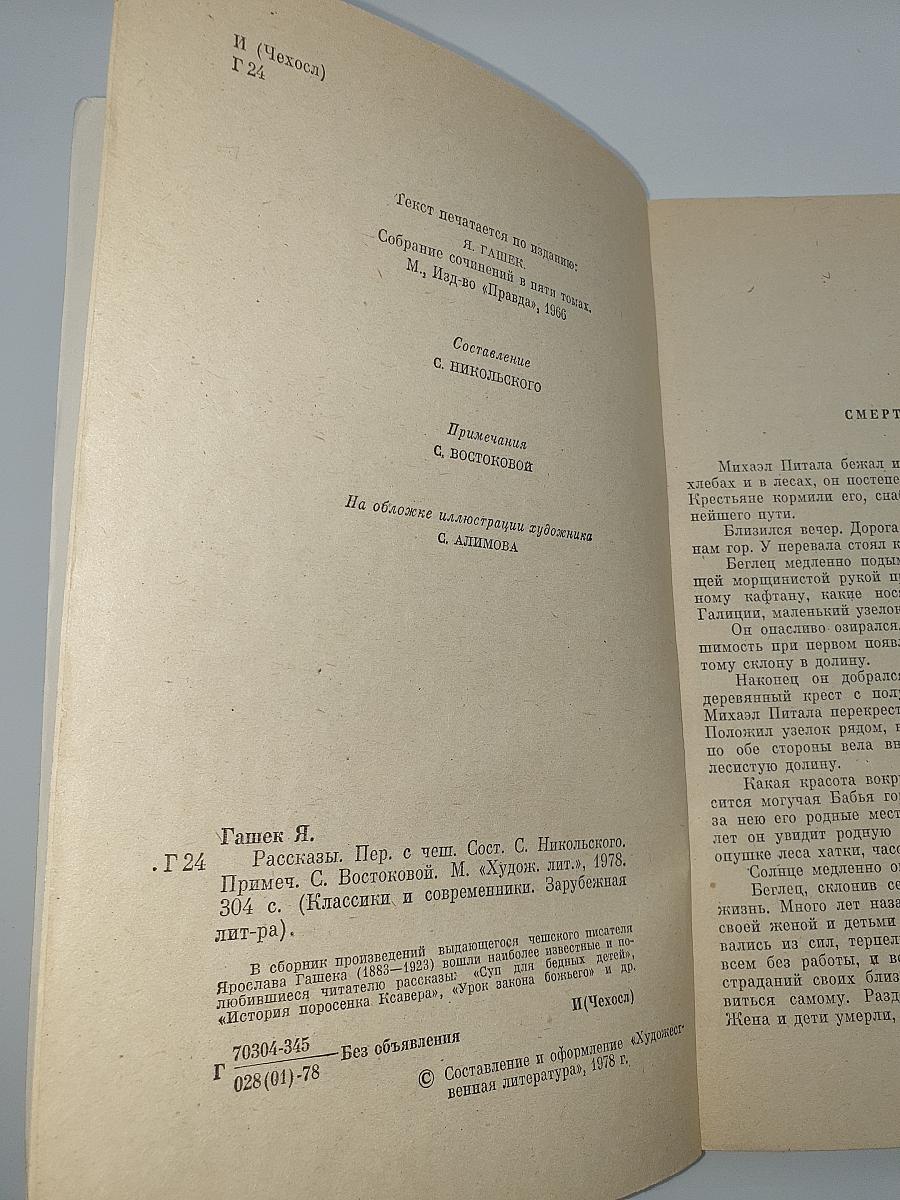 И (Чехосл)
Г 24
Текст печатается по изданию:
Я. ГАШЕК.
Собрание сочинений в пяти томах.
М., Изд-во «Правда», 1966
Составление
С. НИКОЛЬСКОГО
Примечания
С. ВОСТОКОВОЙ
На обложке иллюстрации художника
С. АЛИМОВА
Гашек Я.
Г 24 Рассказы. Пер. с чеш. Сост. С. Никольского.
Примеч. С. Востоковой. М. «Худож. лит.», 1978.
304 с. (Классики и современники. Зарубежная
лит-ра).
В сборник произведений выдающегося чешского писателя
Ярослава Гашека (1883—1923) вошли наиболее известные и по-
любившиеся читателю рассказы: «Суп для бедных детей»,
«История поросенка Ксавера», «Урок закона божьего» и др.
Г 70304-345
028(01)-78 Без объявления
И(Чехосл)
© Составление и оформление «Художест-
венная литература», 1978 г.
СМЕРТ
Михаэл Питала бежал и
хлебах и в лесах, он постепе
Крестьяне кормили его, сна
нейшего пути.
Близился вечер. Дорога
нам гор. У перевала стоял к
Беглец медленно подым
щей морщинистой рукой п
ному кафтану, какие нос
Галиции, маленький узелок
Он опасливо озирался.
шимость при первом появ
тому склону в долину.
Наконец он добрался
деревянный крест с полу
Михаэл Питала перекрест
Положил узелок рядом,
по обе стороны вела вн
лесистую долину.
Какая красота вокр
сится могучая Бабья го
за нею его родные мест
лет он увидит родную
опушке леса хатки, часо
Солнце медленно о
Беглец, склонив се
жизнь. Много лет наза
своей женой и детьми
вались из сил, терпел
всем без работы, и во
страданий своих близ
виться самому. Разд
Жена и дети умерли,